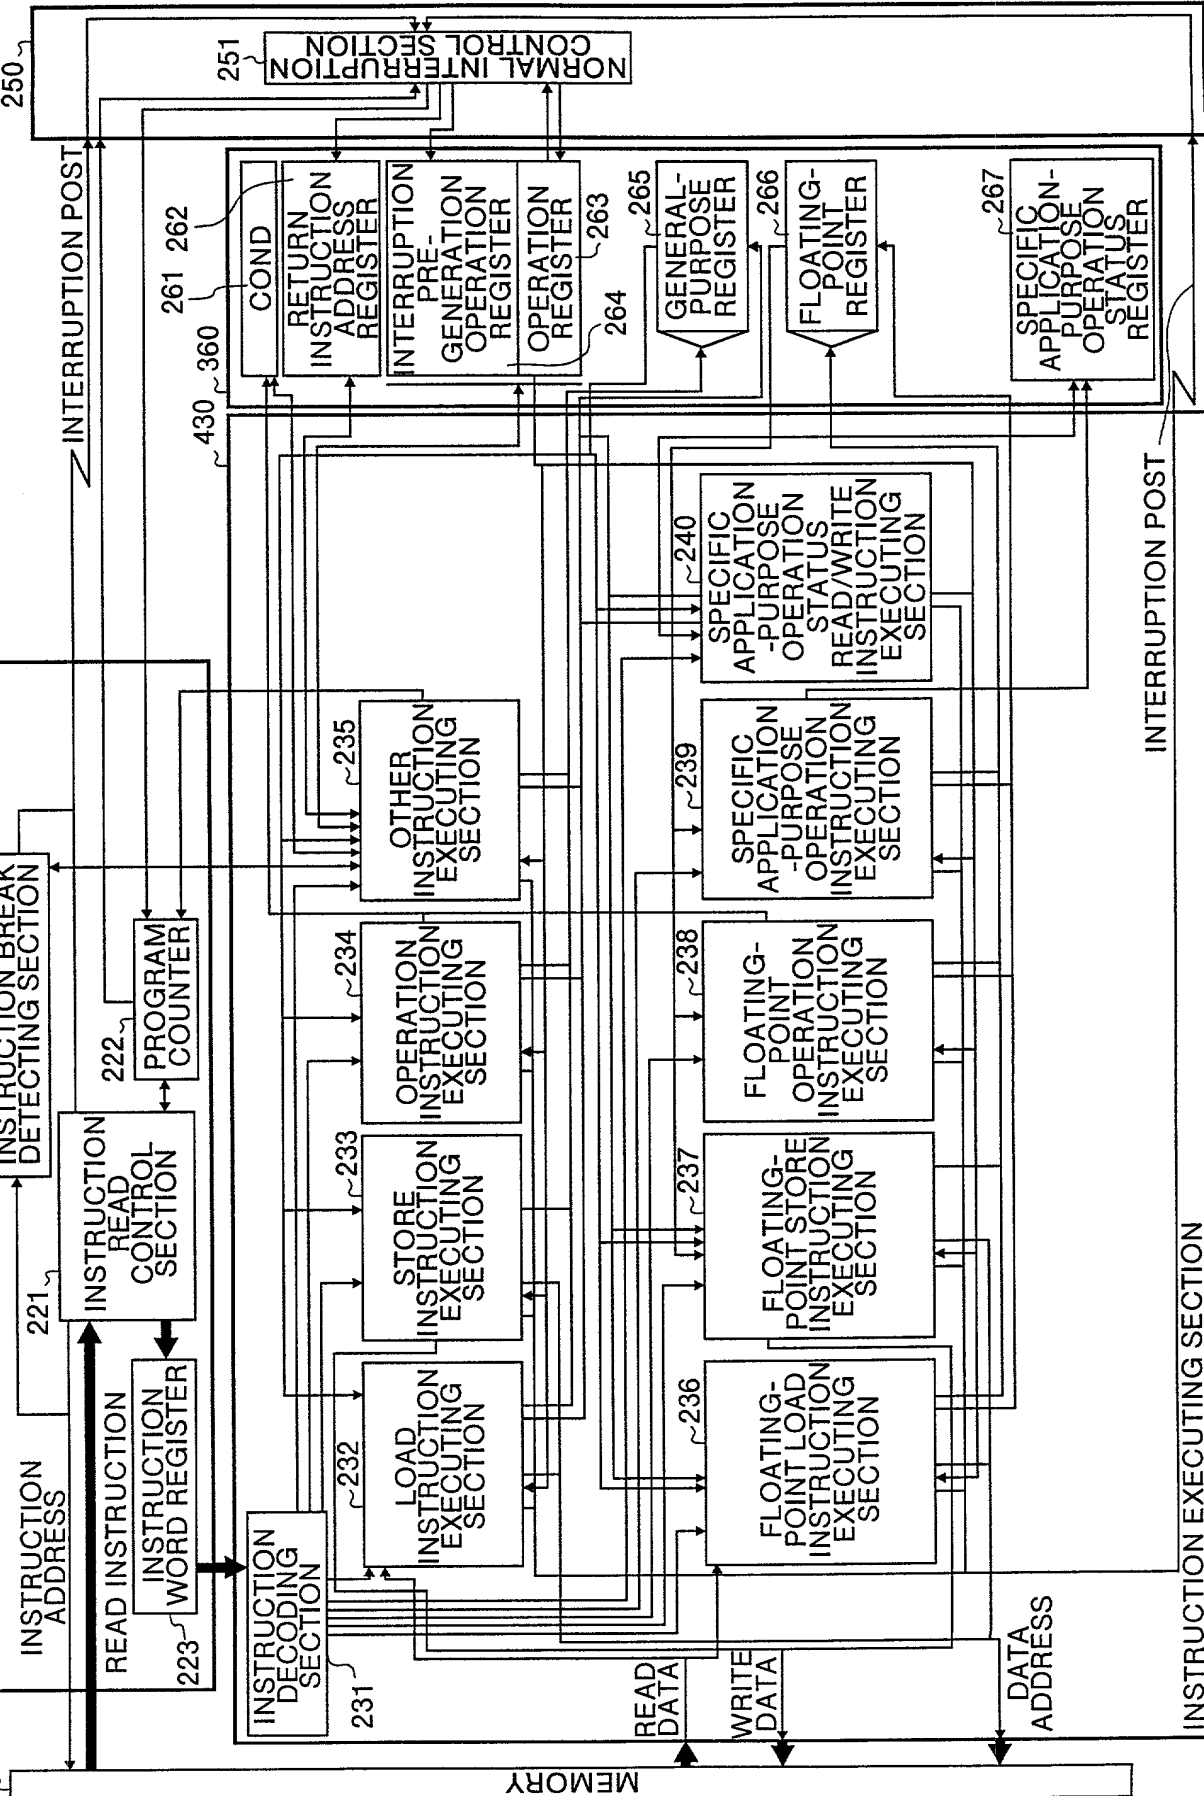 250
251
NORMAL INTERRUPTION
CONTROL SECTION
INTERRUPTION POST
360
261
262
COND
RETURN
INSTRUCTION
ADDRESS
REGISTER
INTERRUPTION
PRE-
GENERATION
OPERATION
REGISTER
OPERATION
REGISTER
263
264
265
GENERAL-
PURPOSE
REGISTER
266
FLOATING-
POINT
REGISTER
267
SPECIFIC
APPLICATION-
PURPOSE
OPERATION
STATUS
REGISTER
INTERRUPTION POST
430
240
SPECIFIC
APPLICATION
-PURPOSE
OPERATION
STATUS
READ/WRITE
INSTRUCTION
EXECUTING
SECTION
INSTRUCTION BREAK
DETECTING SECTION
222
PROGRAM
COUNTER
221
INSTRUCTION
READ
CONTROL
SECTION
INSTRUCTION
ADDRESS
READ INSTRUCTION
INSTRUCTION
WORD REGISTER
223
235
OTHER
INSTRUCTION
EXECUTING
SECTION
234
OPERATION
INSTRUCTION
EXECUTING
SECTION
233
STORE
INSTRUCTION
EXECUTING
SECTION
232
LOAD
INSTRUCTION
EXECUTING
SECTION
239
SPECIFIC
APPLICATION
-PURPOSE
OPERATION
INSTRUCTION
EXECUTING
SECTION
238
FLOATING-
POINT
OPERATION
INSTRUCTION
EXECUTING
SECTION
237
FLOATING-
POINT STORE
INSTRUCTION
EXECUTING
SECTION
236
FLOATING-
POINT LOAD
INSTRUCTION
EXECUTING
SECTION
INSTRUCTION
DECODING
SECTION
231
READ
DATA
WRITE
DATA
DATA
ADDRESS
INSTRUCTION EXECUTING SECTION
MEMORY